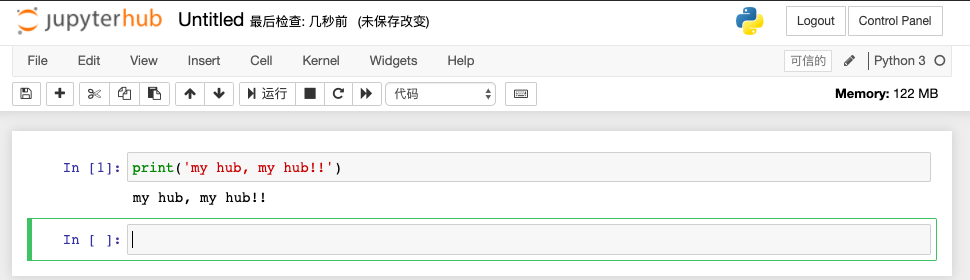 jupyterhub Untitled 最后检查: 几秒前 (未保存改变) Logout Control Panel
File Edit View Insert Cell Kernel Widgets Help 可信的 Python 3
运行 代码 Memory: 122 MB
In [1]: print('my hub, my hub!!')
my hub, my hub!!
In [ ]: